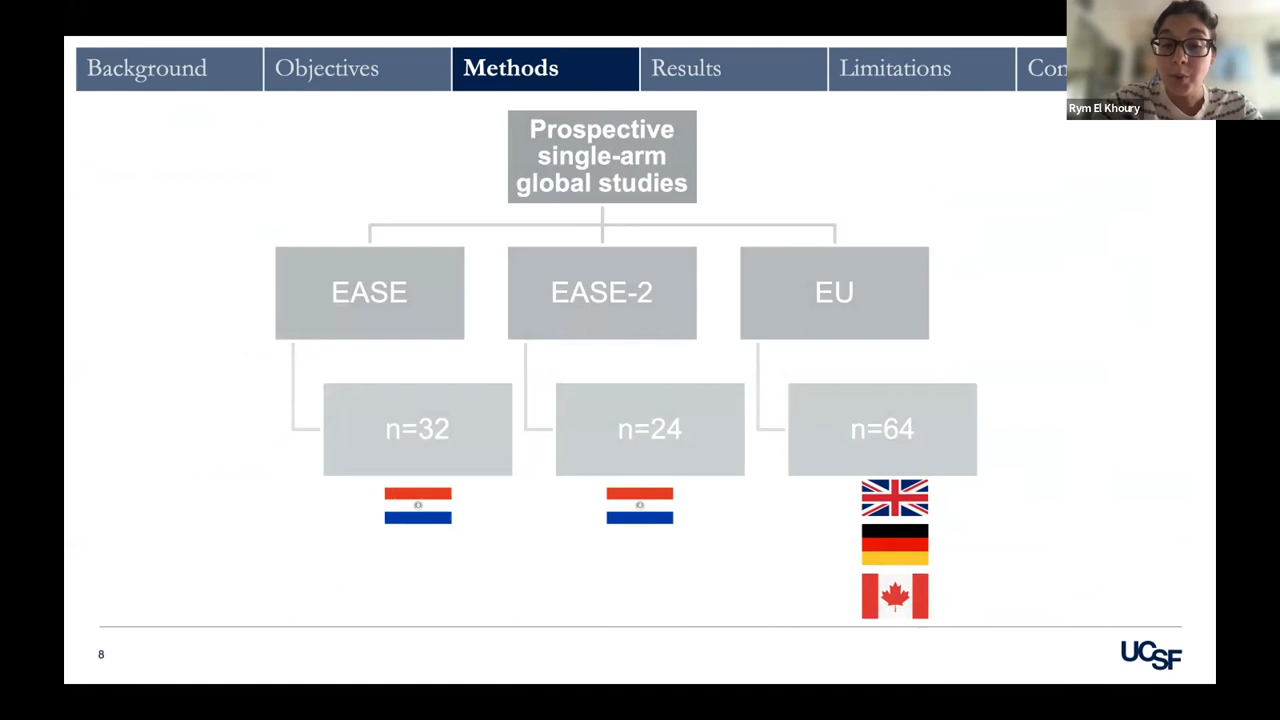 Background
Objectives
Methods
Results
Limitations
Rym El Khoury
Prospective
single-arm
global studies
EASE
EASE-2
EU
n=32
n=24
n=64
8
UCSF